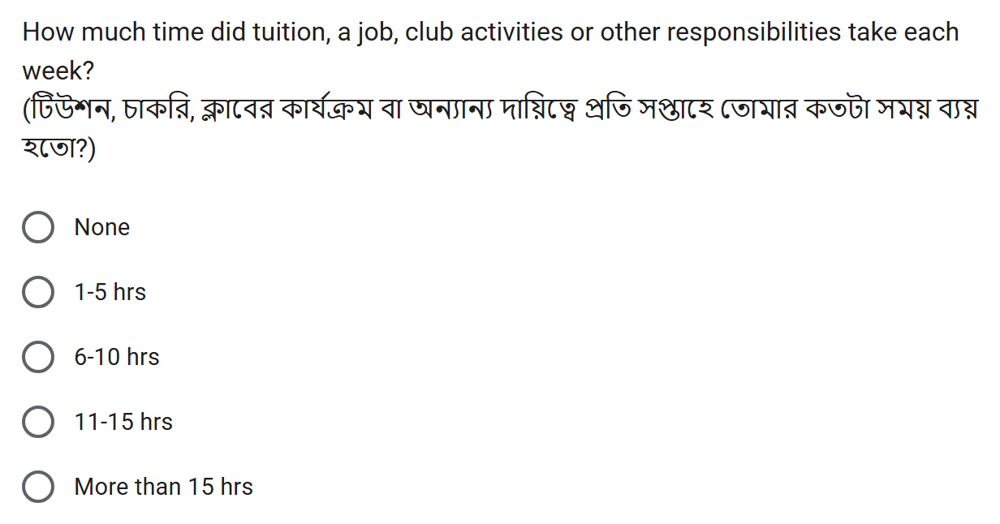 How much time did tuition, a job, club activities or other responsibilities take each
week?
(টিউশন, চাকরি, ক্লাবের কার্যক্রম বা অন্যান্য দায়িত্বে প্রতি সপ্তাহে তোমার কতটা সময় ব্যয়
হতো?)
None
1-5 hrs
6-10 hrs
11-15 hrs
More than 15 hrs